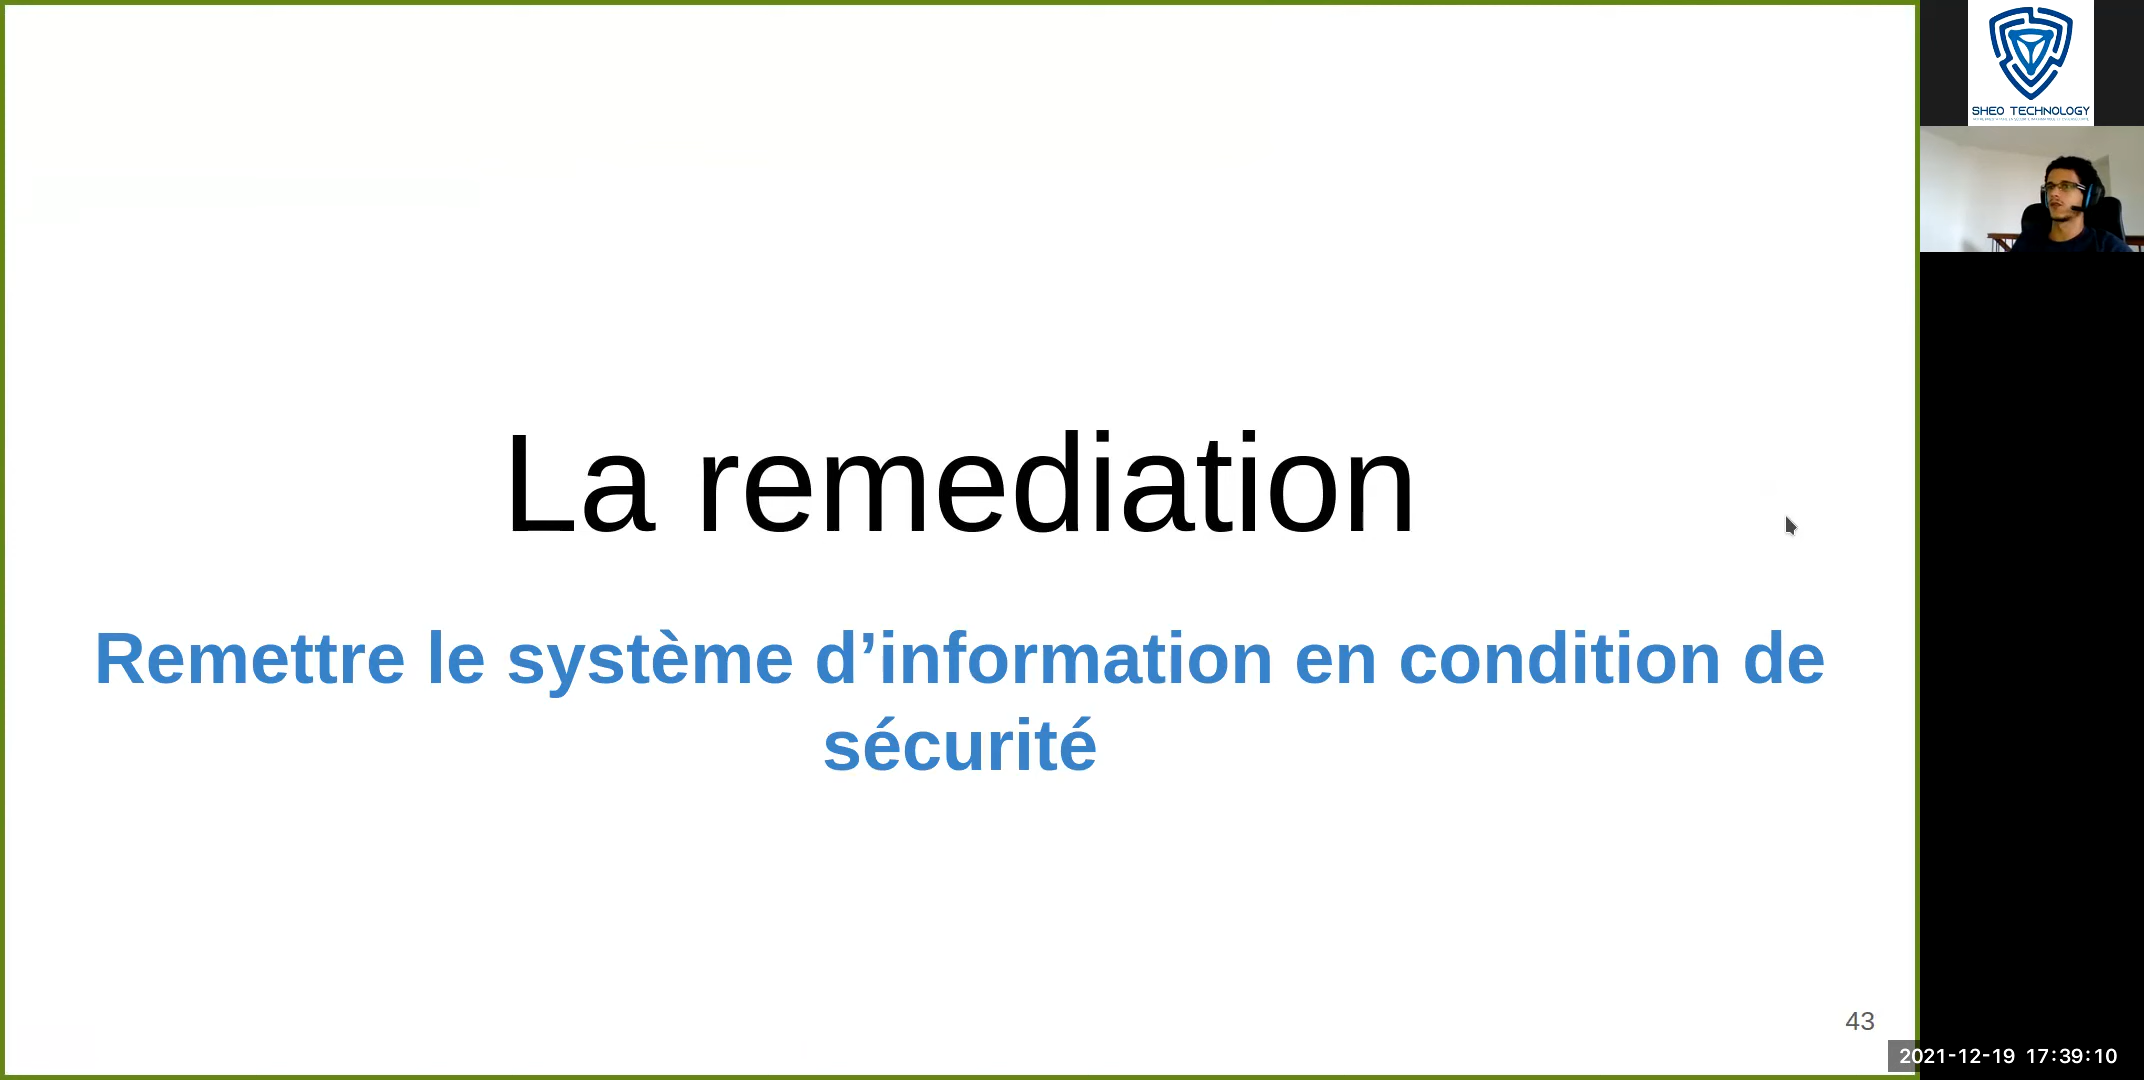 SHEO TECHNOLOGY
La remediation
Remettre le système d’information en condition de
sécurité
43
2021-12-19 17:39:10